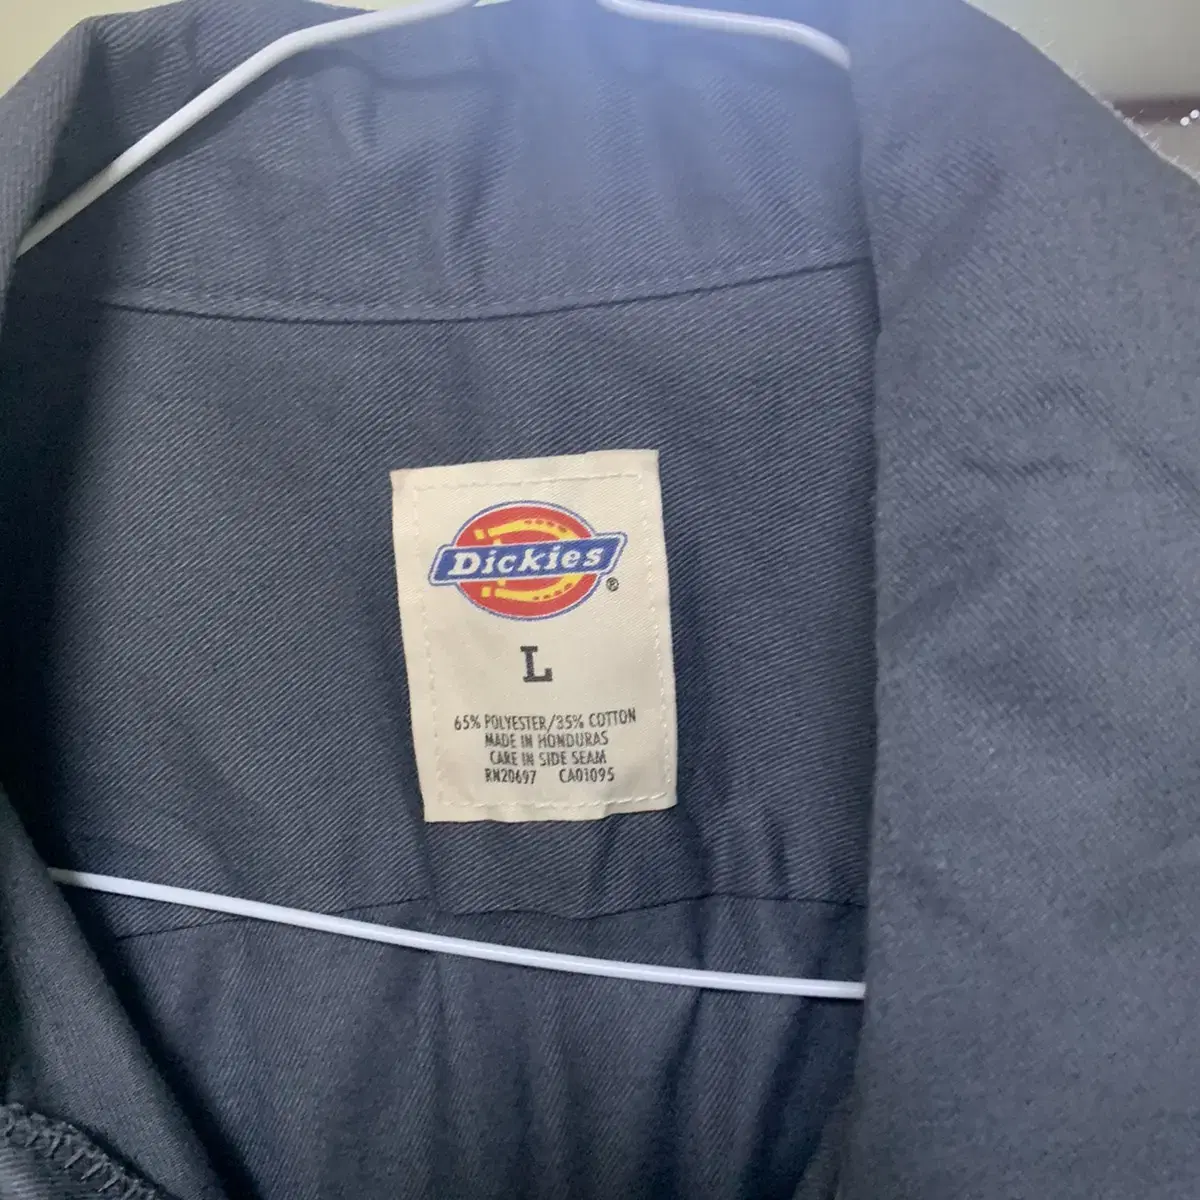 Dickies®
L
65% POLYESTER/35% COTTON
MADE IN HONDURAS
CARE IN SIDE SEAM
RN20697 CA01095